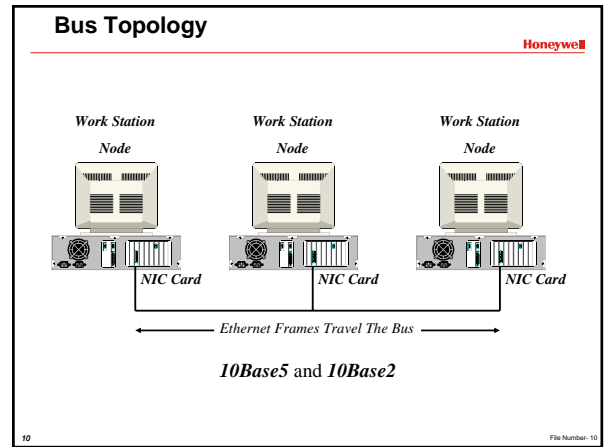 Bus Topology
Honeywell
Work Station Work Station Work Station
Node Node Node
NIC Card NIC Card NIC Card
Ethernet Frames Travel The Bus
10Base5 and 10Base2
10 File Number- 10